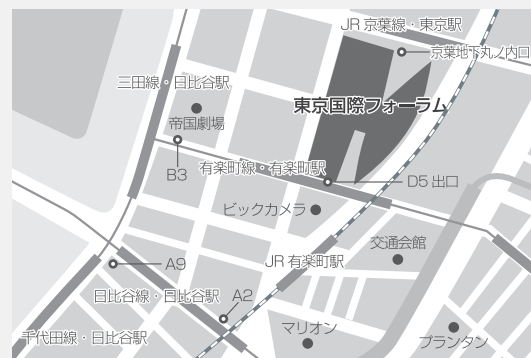 JR 京葉線・東京駅
京葉地下丸ノ内口
三田線・日比谷駅
東京国際フォーラム
帝国劇場
有楽町線・有楽町駅
B3
D5 出口
ビックカメラ
交通会館
JR 有楽町駅
A9
日比谷線・日比谷駅
A2
マリオン
プランタン
千代田線・日比谷駅